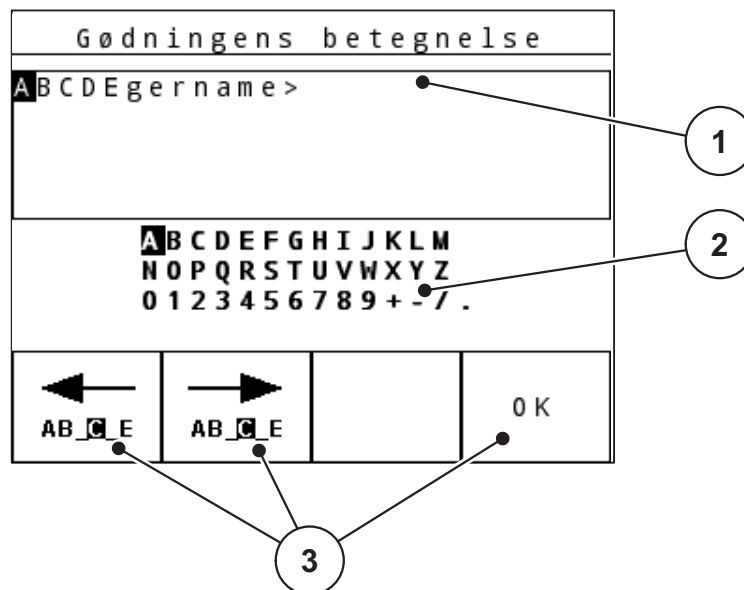 Gødningens betegnelse
ABCDEgername>
1
ABCDEFGHIJKLM
NOPQRSTUVWXYZ
0123456789+-/.
2
AB_C_E
AB_C_E
OK
3